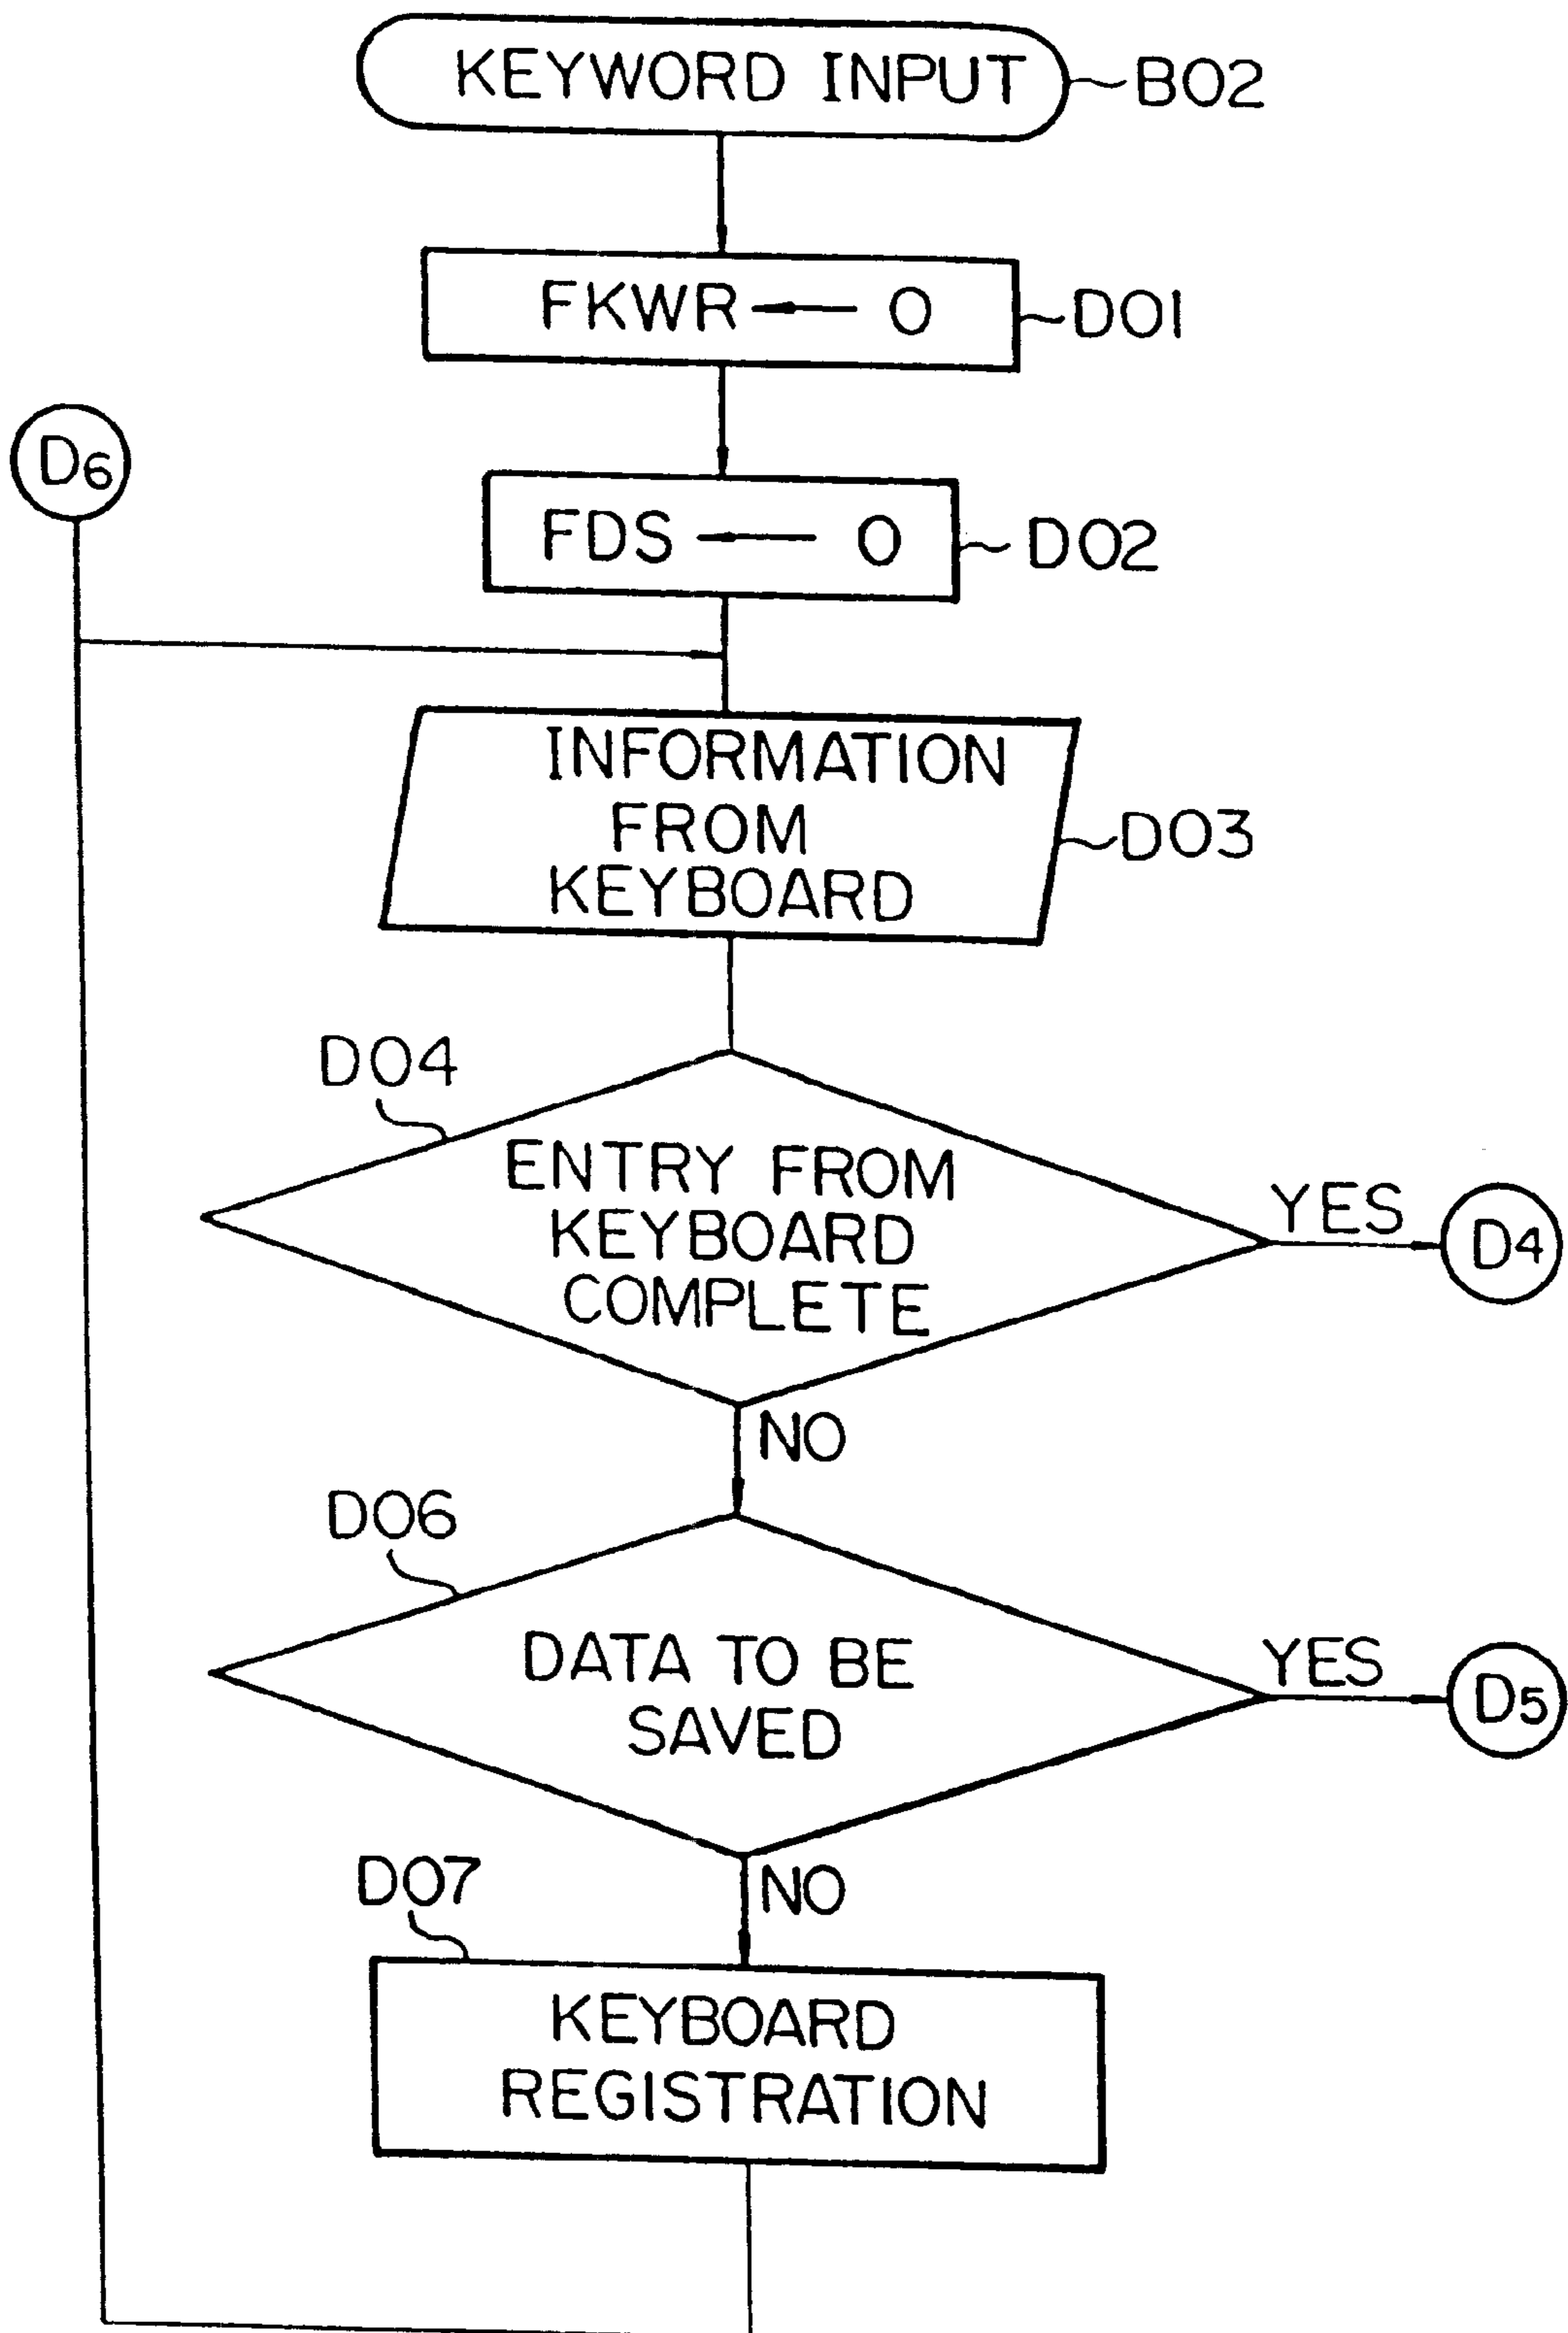 KEYWORD INPUT B02
FKWR ← 0 D01
D6
FDS ← 0 D02
INFORMATION
FROM
KEYBOARD
D03
D04
ENTRY FROM
KEYBOARD
COMPLETE
YES
D4
NO
D06
DATA TO BE
SAVED
YES
D5
NO
D07
KEYBOARD
REGISTRATION